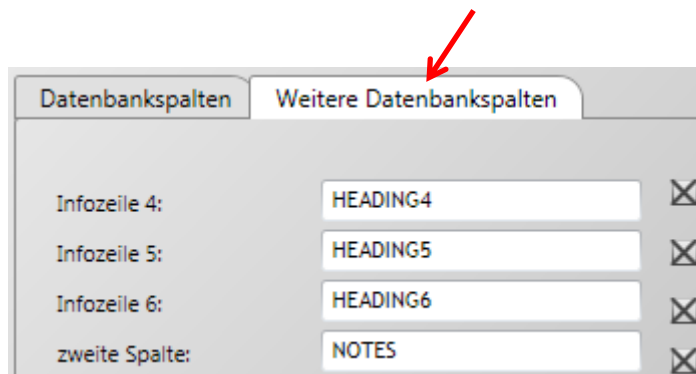 Datenbankspalten Weitere Datenbankspalten
Infozeile 4: HEADING4
Infozeile 5: HEADING5
Infozeile 6: HEADING6
zweite Spalte: NOTES